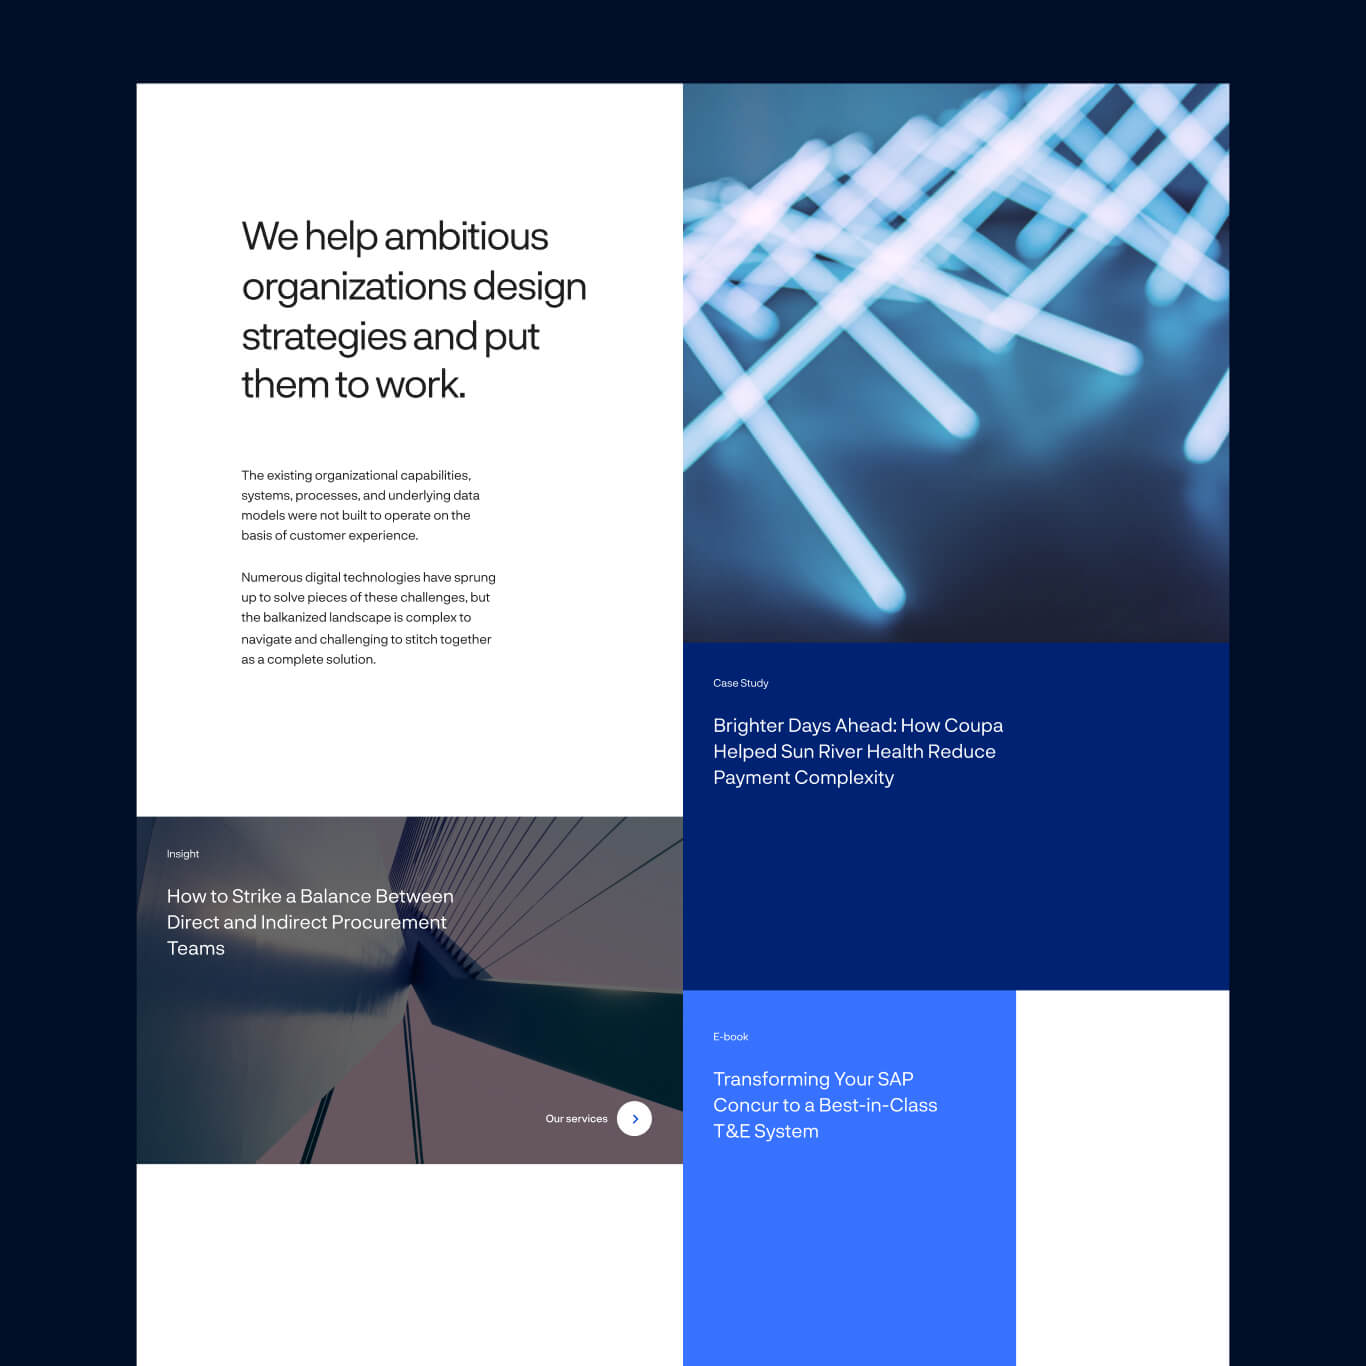 We help ambitious
organizations design
strategies and put
them to work.
The existing organizational capabilities,
systems, processes, and underlying data
models were not built to operate on the
basis of customer experience.
Numerous digital technologies have sprung
up to solve pieces of these challenges, but
the balkanized landscape is complex to
navigate and challenging to stitch together
as a complete solution.
Case Study
Brighter Days Ahead: How Coupa
Helped Sun River Health Reduce
Payment Complexity
Insight
How to Strike a Balance Between
Direct and Indirect Procurement
Teams
Our services
E-book
Transforming Your SAP
Concur to a Best-in-Class
T&E System